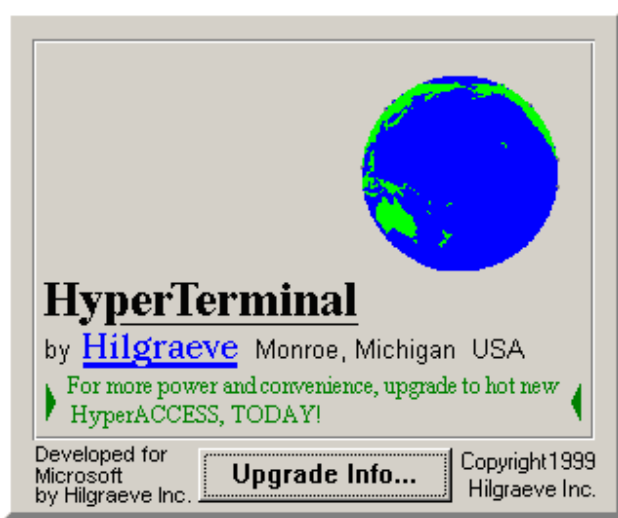 HyperTerminal
by Hilgraeve Monroe, Michigan USA
For more power and convenience, upgrade to hot new
HyperACCESS, TODAY!
Developed for
Microsoft
by Hilgraeve Inc.
Upgrade Info...
Copyright1999
Hilgraeve Inc.